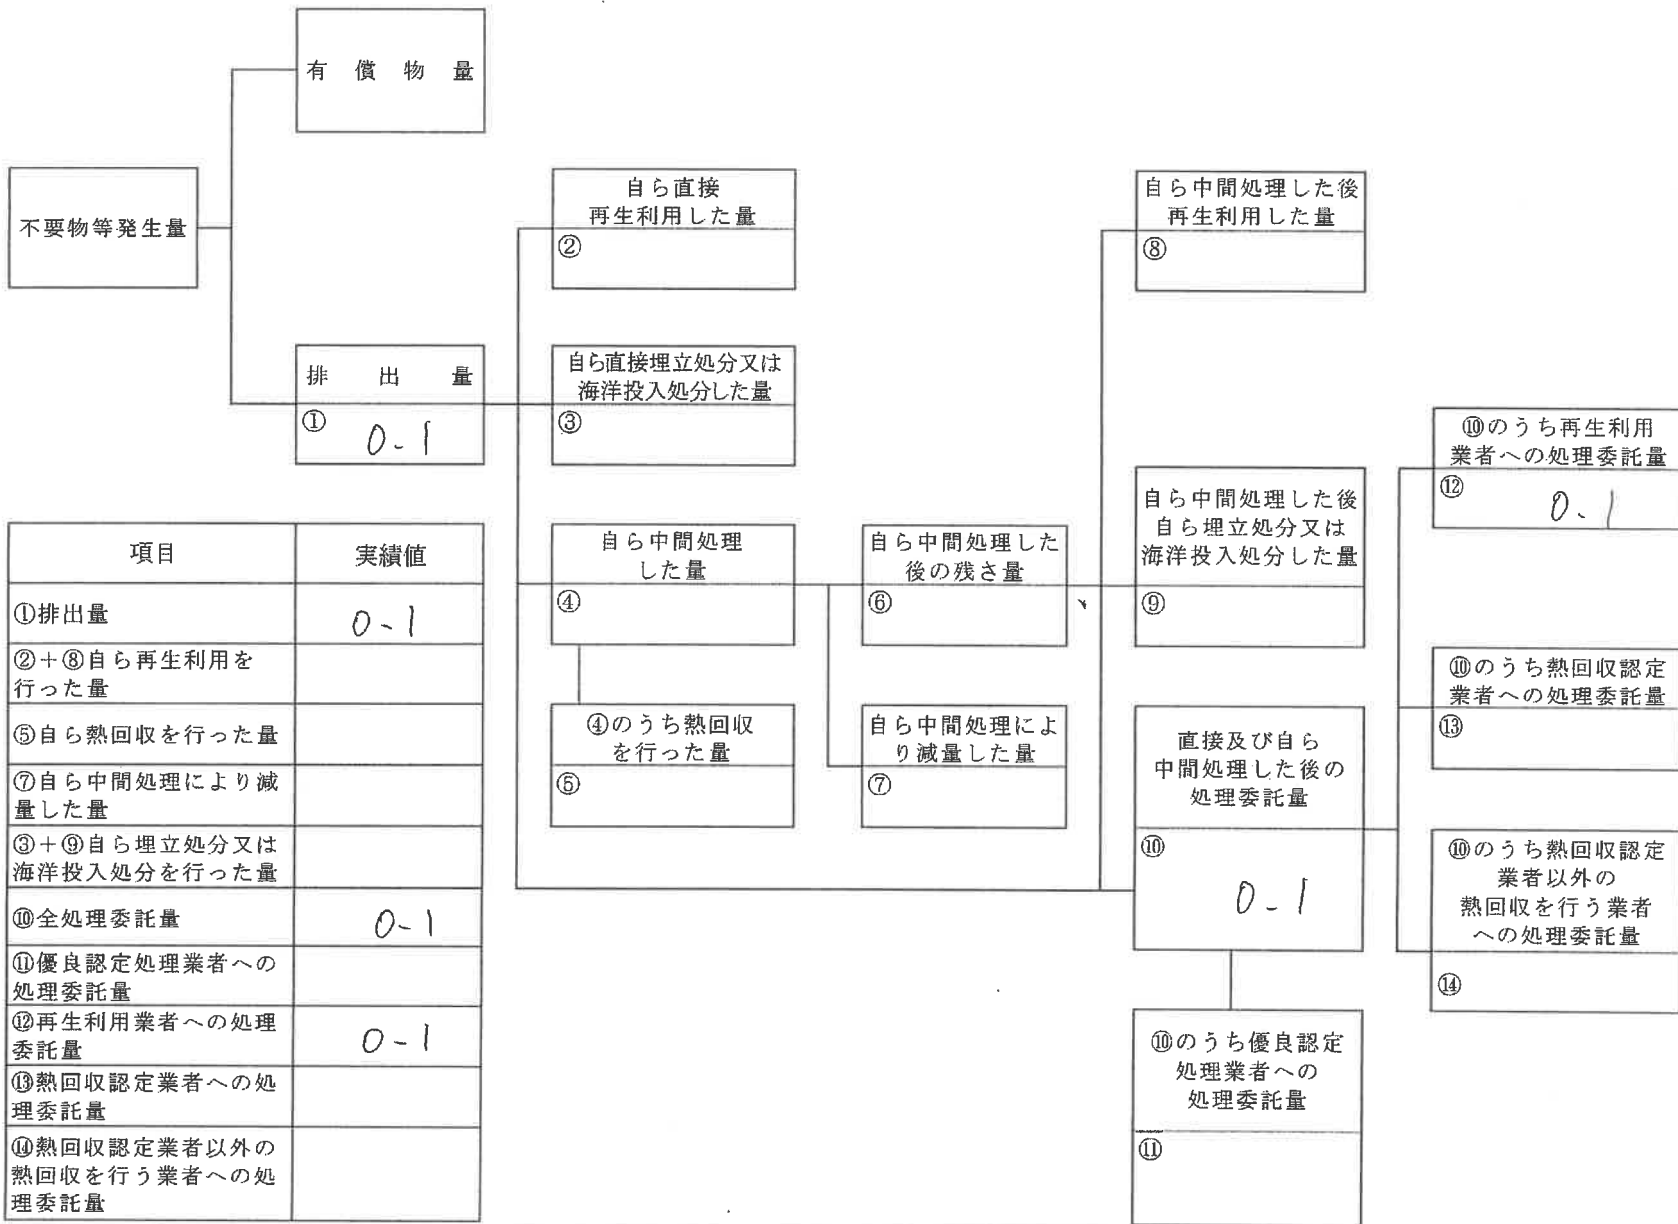 有償物量
不要物等発生量
排出量
①
0.1
自ら直接
再生利用した量
②
自ら直接埋立処分又は
海洋投入処分した量
③
自ら中間処理
した量
④
④のうち熱回収
を行った量
⑤
自ら中間処理した
後の残さ量
⑥
自ら中間処理によ
り減量した量
⑦
自ら中間処理した後
再生利用した量
⑧
自ら中間処理した後
自ら埋立処分又は
海洋投入処分した量
⑨
直接及び自ら
中間処理した後の
処理委託量
⑩
0.1
⑩のうち優良認定
処理業者への
処理委託量
⑪
⑩のうち再生利用
業者への処理委託量
⑫
0.1
⑩のうち熱回収認定
業者への処理委託量
⑬
⑩のうち熱回収認定
業者以外の
熱回収を行う業者
への処理委託量
⑭
項目 実績値
①排出量 0.1
②+⑧自ら再生利用を
行った量
⑤自ら熱回収を行った量
⑦自ら中間処理により減
量した量
③+⑨自ら埋立処分又は
海洋投入処分を行った量
⑩全処理委託量 0.1
⑪優良認定処理業者への
処理委託量
⑫再生利用業者への処理
委託量 0.1
⑬熱回収認定業者への処
理委託量
⑭熱回収認定業者以外の
熱回収を行う業者への処
理委託量